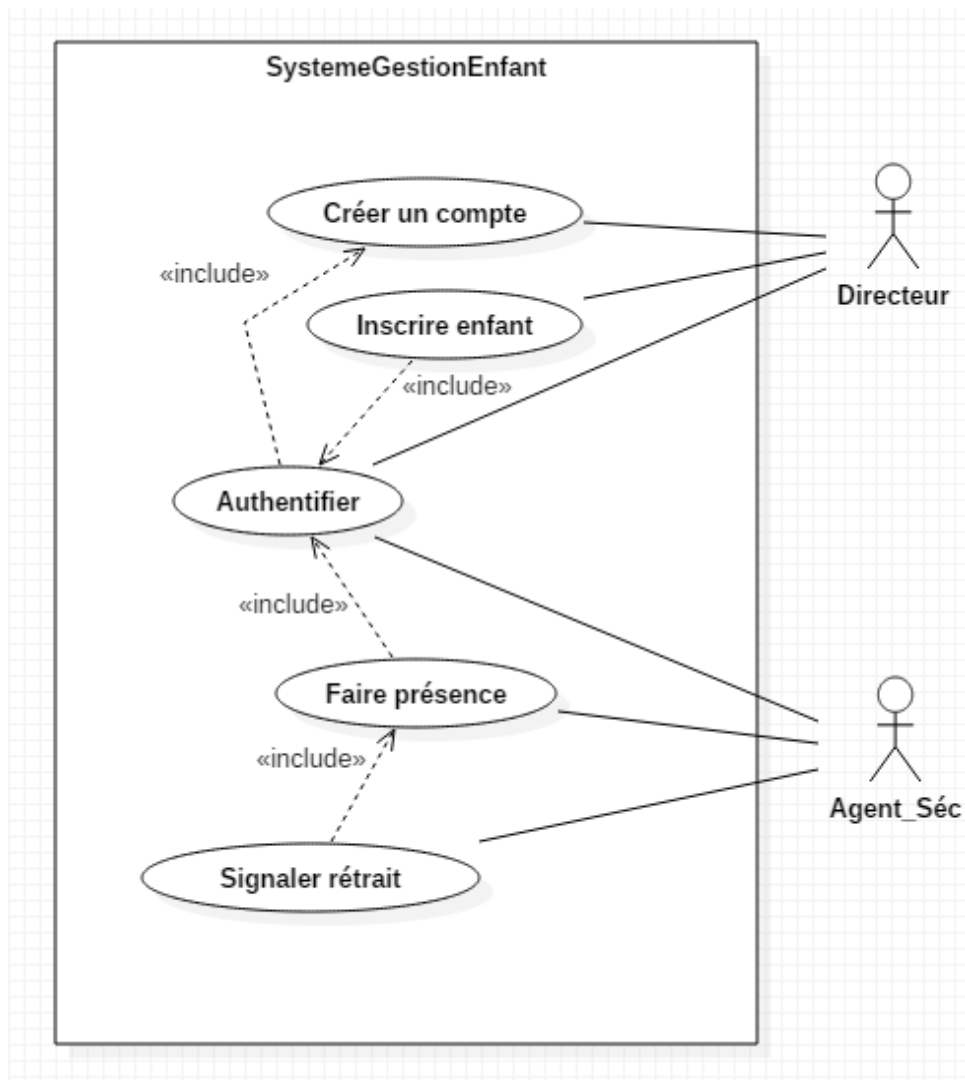 SystemeGestionEnfant
Créer un compte
«include»
Directeur
Inscrire enfant
«include»
Authentifier
«include»
Faire présence
«include»
Agent_Séc
Signaler rétrait